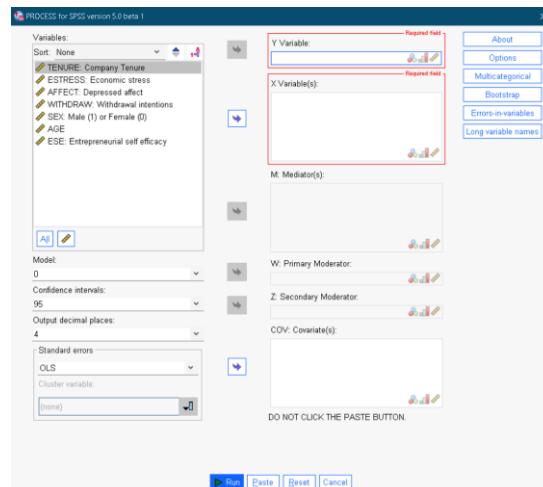 PROCESS for SPSS version 5.0 beta 1
Variables:
Sort: None
TENURE: Company Tenure
ESTRESS: Economic stress
AFFECT: Depressed affect
WITHDRAW: Withdrawal intentions
SEX: Male (1) or Female (0)
AGE
ESE: Entrepreneurial self efficacy
All
Model:
0
Confidence intervals:
95
Output decimal places:
4
Standard errors
OLS
Cluster variable:
(none)
Required field
Y Variable:
Required field
X Variable(s):
M: Mediator(s):
W: Primary Moderator:
Z: Secondary Moderator:
COV: Covariate(s):
DO NOT CLICK THE PASTE BUTTON.
About
Options
Multicategorical
Bootstrap
Errors-in-variables
Long variable names
Run Paste Reset Cancel